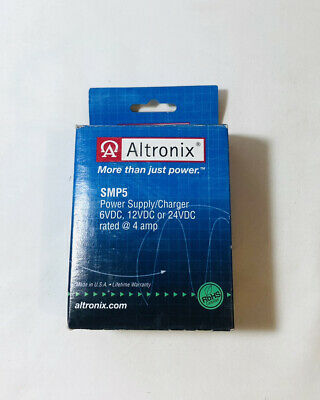 Altronix®
More than just power.™
SMP5
Power Supply/Charger
6VDC, 12VDC or 24VDC
rated @ 4 amp
Made in U.S.A. • Lifetime Warranty
RoHS
altronix.com